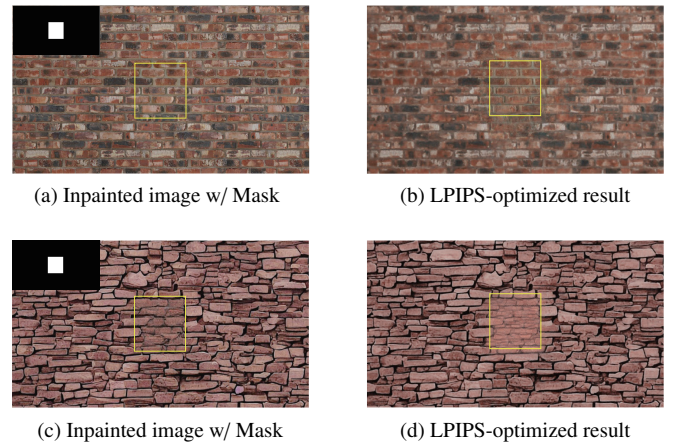 (a) Inpainted image w/ Mask
(b) LPIPS-optimized result
(c) Inpainted image w/ Mask
(d) LPIPS-optimized result